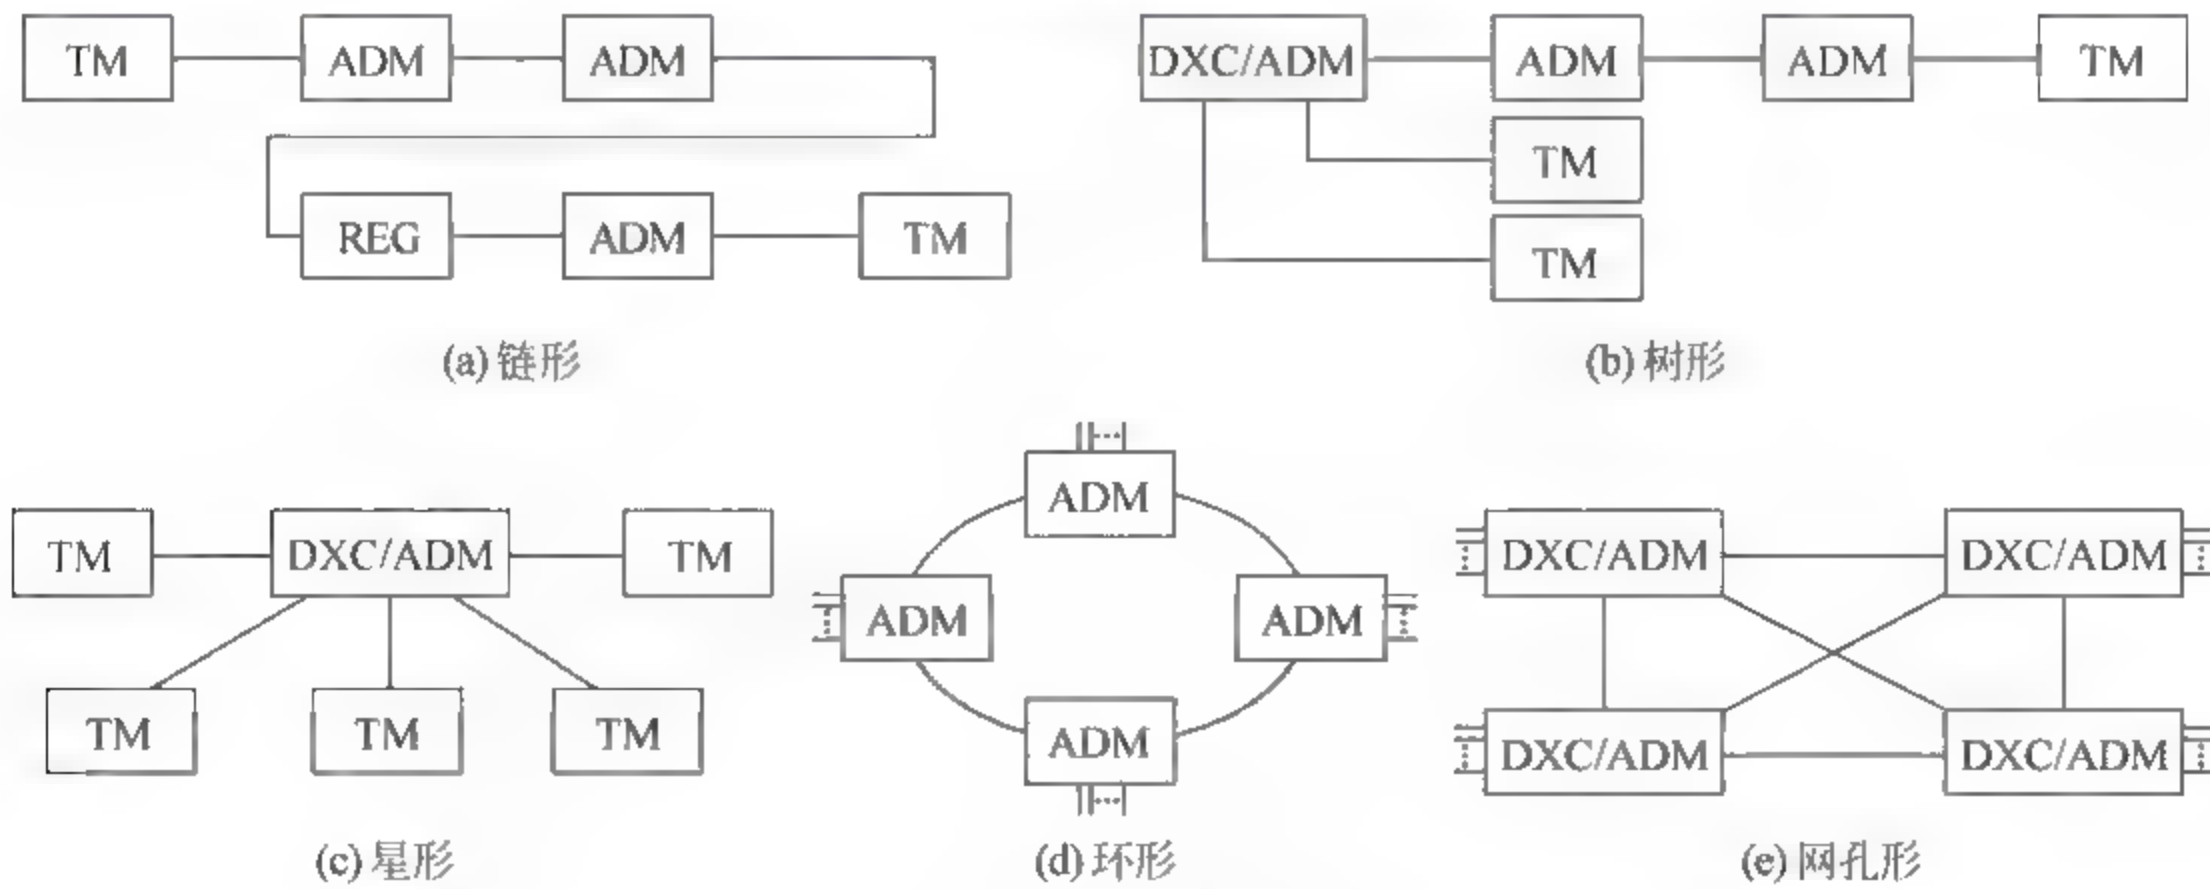 TM ADM ADM
REG ADM TM
(a) 链形
DXC/ADM ADM ADM TM
TM
TM
(b) 树形
TM DXC/ADM TM
TM TM TM
(c) 星形
ADM
ADM ADM
ADM
(d) 环形
DXC/ADM DXC/ADM
DXC/ADM DXC/ADM
(e) 网孔形